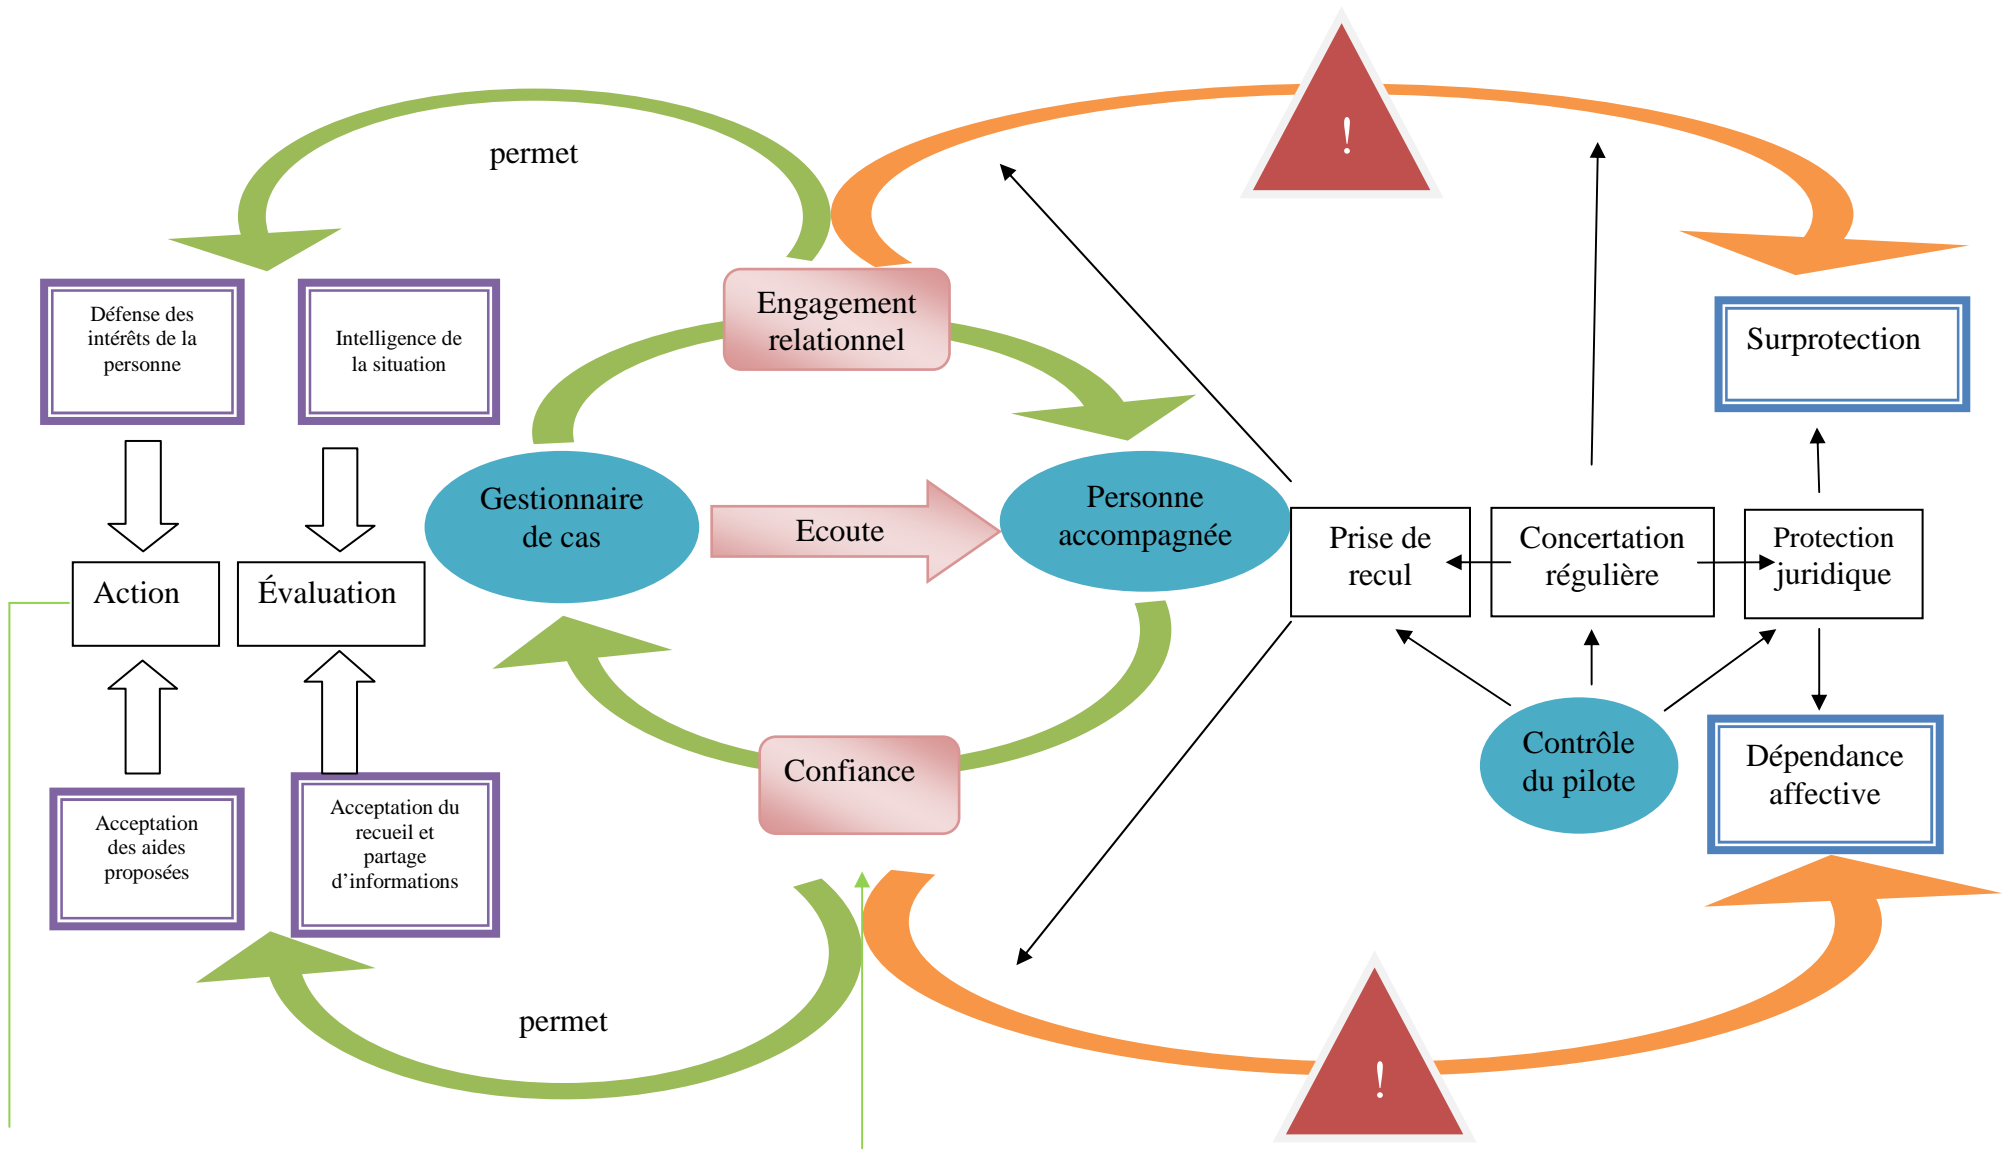 !
permet
Engagement
relationnel
Défense des
intérêts de la
personne
Intelligence de
la situation
Surprotection
Gestionnaire
de cas
Ecoute
Personne
accompagnée
Prise de
recul
Concertation
régulière
Protection
juridique
Action
Évaluation
Contrôle
du pilote
Dépendance
affective
Confiance
Acceptation
des aides
proposées
Acceptation du
recueil et
partage
d’informations
permet
!